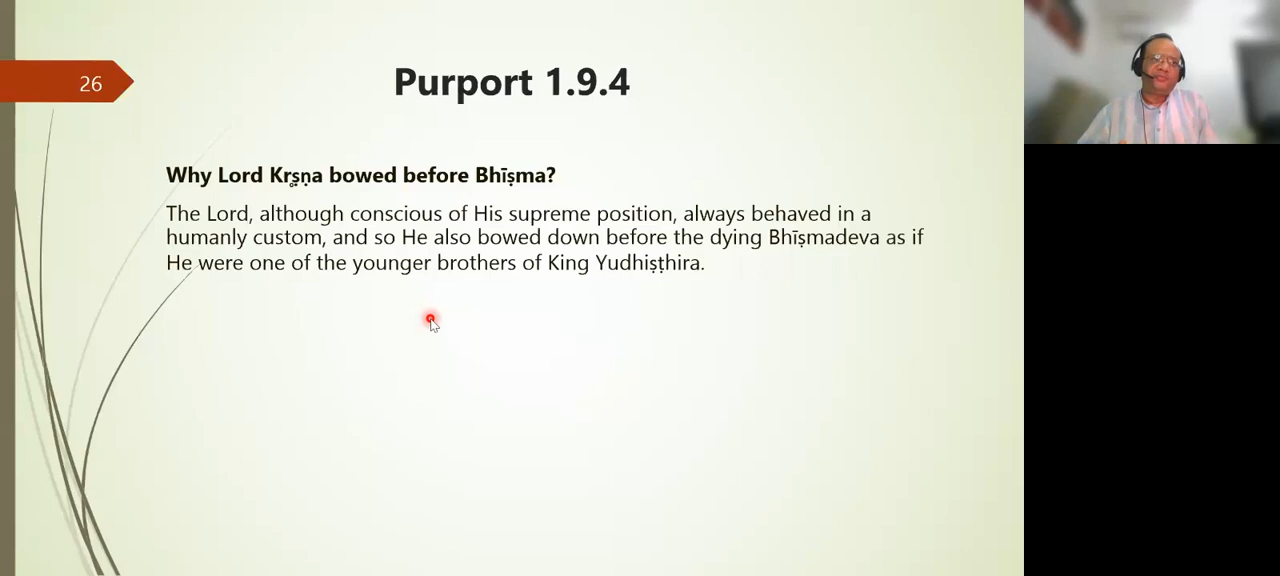 26
Purport 1.9.4
Why Lord Kṛṣṇa bowed before Bhīṣma?
The Lord, although conscious of His supreme position, always behaved in a
humanly custom, and so He also bowed down before the dying Bhīṣmadeva as if
He were one of the younger brothers of King Yudhiṣṭhira.